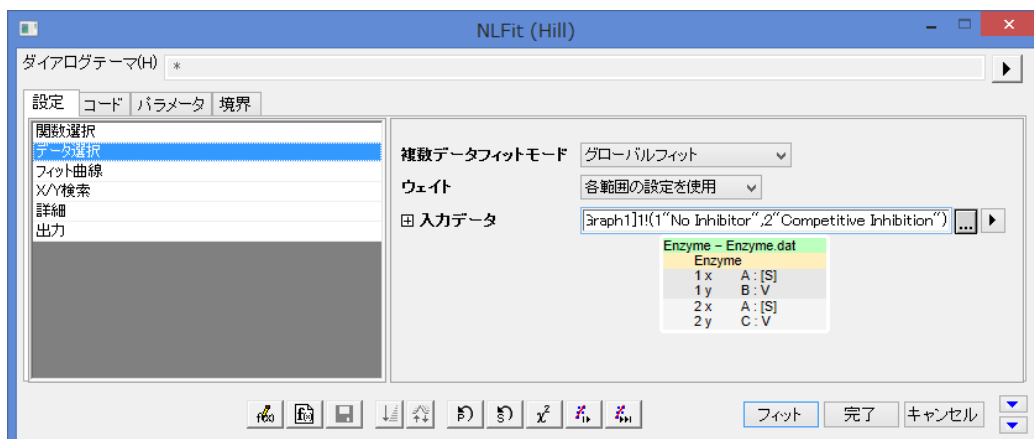 NLFit (Hill)
ダイアログテーマ(H) *
設定 コード パラメータ 境界
関数選択
データ選択
フィット曲線
X/Y検索
詳細
出力
複数データフィットモード グローバルフィット
ウェイト 各範囲の設定を使用
入力データ Graph1]1!(1"No Inhibitor",2"Competitive Inhibition") ...
Enzyme - Enzyme.dat
Enzyme
1 x A : [S]
1 y B : V
2 x A : [S]
2 y C : V
フィット 完了 キャンセル